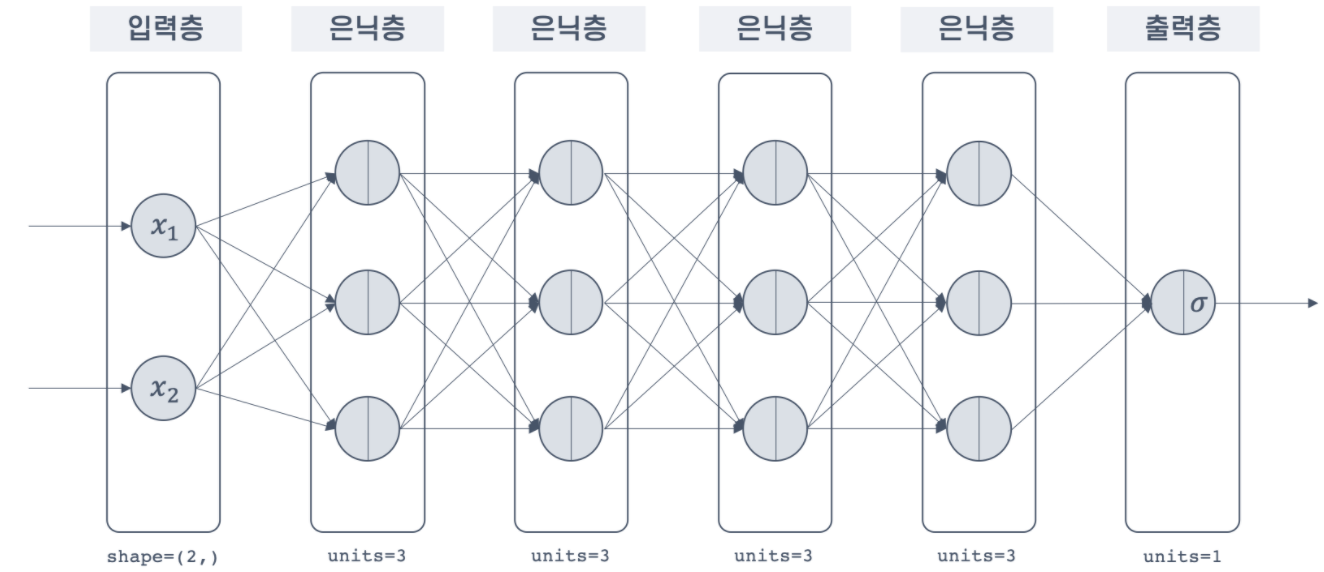 입력층 은닉층 은닉층 은닉층 은닉층 출력층
x₁
x₂
σ
shape=(2,) units=3 units=3 units=3 units=3 units=1